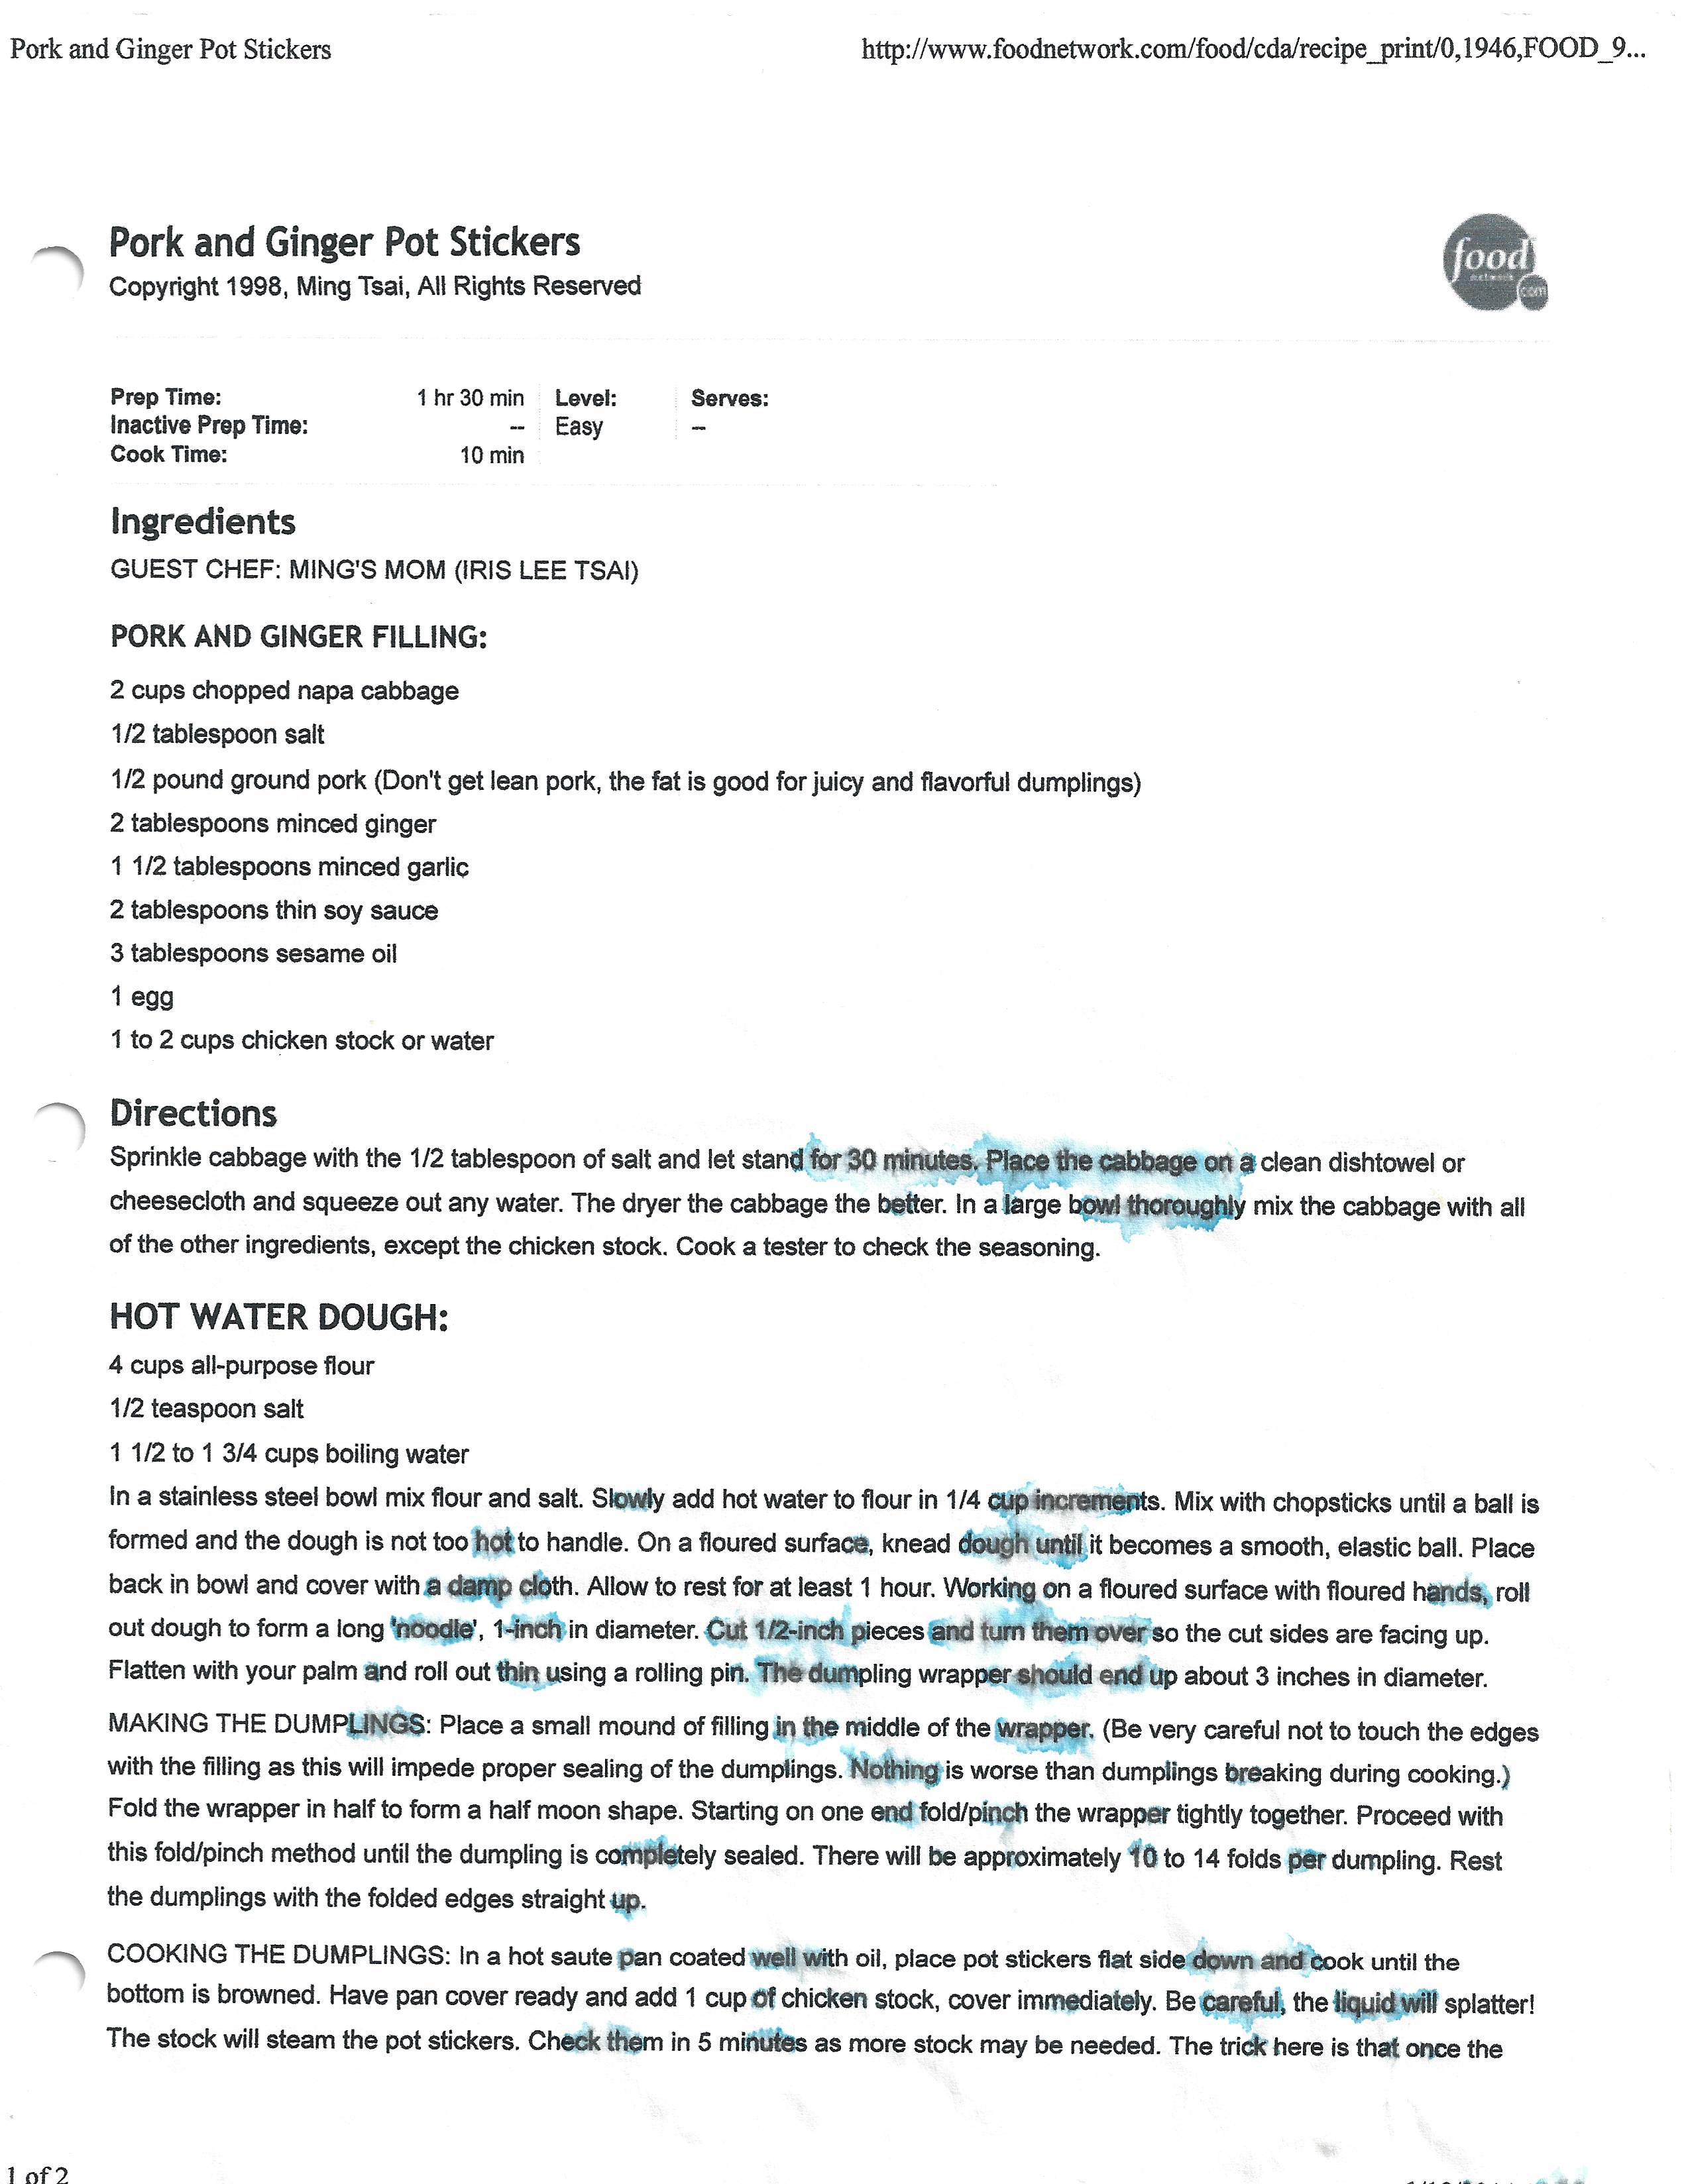 Pork and Ginger Pot Stickers
http://www.foodnetwork.com/food/cda/recipe_print/0,1946,FOOD_9...
Pork and Ginger Pot Stickers
Copyright 1998, Ming Tsai, All Rights Reserved
food
network
com
Prep Time: 1 hr 30 min Level: Serves:
Inactive Prep Time: -- Easy --
Cook Time: 10 min
Ingredients
GUEST CHEF: MING'S MOM (IRIS LEE TSAI)
PORK AND GINGER FILLING:
2 cups chopped napa cabbage
1/2 tablespoon salt
1/2 pound ground pork (Don't get lean pork, the fat is good for juicy and flavorful dumplings)
2 tablespoons minced ginger
1 1/2 tablespoons minced garlic
2 tablespoons thin soy sauce
3 tablespoons sesame oil
1 egg
1 to 2 cups chicken stock or water
Directions
Sprinkle cabbage with the 1/2 tablespoon of salt and let stand for 30 minutes. Place the cabbage on a clean dishtowel or
cheesecloth and squeeze out any water. The dryer the cabbage the better. In a large bowl thoroughly mix the cabbage with all
of the other ingredients, except the chicken stock. Cook a tester to check the seasoning.
HOT WATER DOUGH:
4 cups all-purpose flour
1/2 teaspoon salt
1 1/2 to 1 3/4 cups boiling water
In a stainless steel bowl mix flour and salt. Slowly add hot water to flour in 1/4 cup increments. Mix with chopsticks until a ball is
formed and the dough is not too hot to handle. On a floured surface, knead dough until it becomes a smooth, elastic ball. Place
back in bowl and cover with a damp cloth. Allow to rest for at least 1 hour. Working on a floured surface with floured hands, roll
out dough to form a long 'noodle', 1-inch in diameter. Cut 1/2-inch pieces and turn them over so the cut sides are facing up.
Flatten with your palm and roll out thin using a rolling pin. The dumpling wrapper should end up about 3 inches in diameter.
MAKING THE DUMPLINGS: Place a small mound of filling in the middle of the wrapper. (Be very careful not to touch the edges
with the filling as this will impede proper sealing of the dumplings. Nothing is worse than dumplings breaking during cooking.)
Fold the wrapper in half to form a half moon shape. Starting on one end fold/pinch the wrapper tightly together. Proceed with
this fold/pinch method until the dumpling is completely sealed. There will be approximately 10 to 14 folds per dumpling. Rest
the dumplings with the folded edges straight up.
COOKING THE DUMPLINGS: In a hot saute pan coated well with oil, place pot stickers flat side down and cook until the
bottom is browned. Have pan cover ready and add 1 cup of chicken stock, cover immediately. Be careful, the liquid will splatter!
The stock will steam the pot stickers. Check them in 5 minutes as more stock may be needed. The trick here is that once the
1 of 2